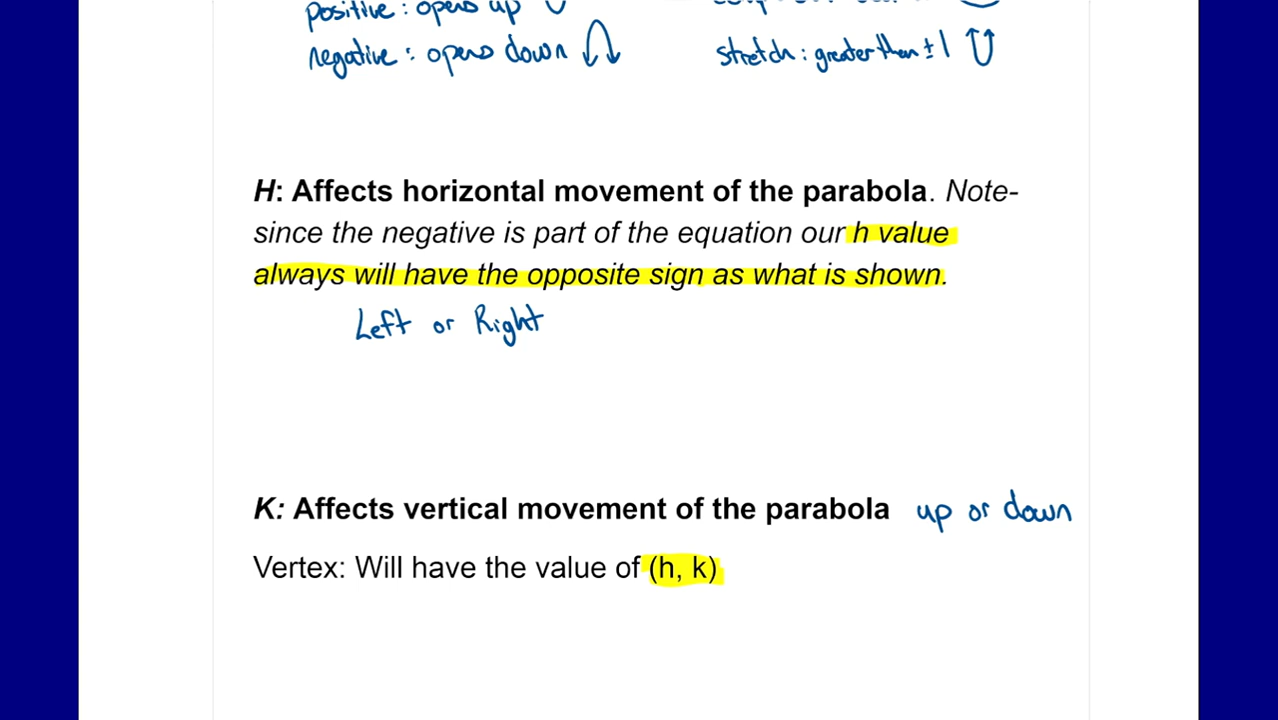 positive: opens up
negative: opens down
stretch: greater than ±1
H: Affects horizontal movement of the parabola. Note-
since the negative is part of the equation our h value
always will have the opposite sign as what is shown.
Left or Right
K: Affects vertical movement of the parabola up or down
Vertex: Will have the value of (h, k)